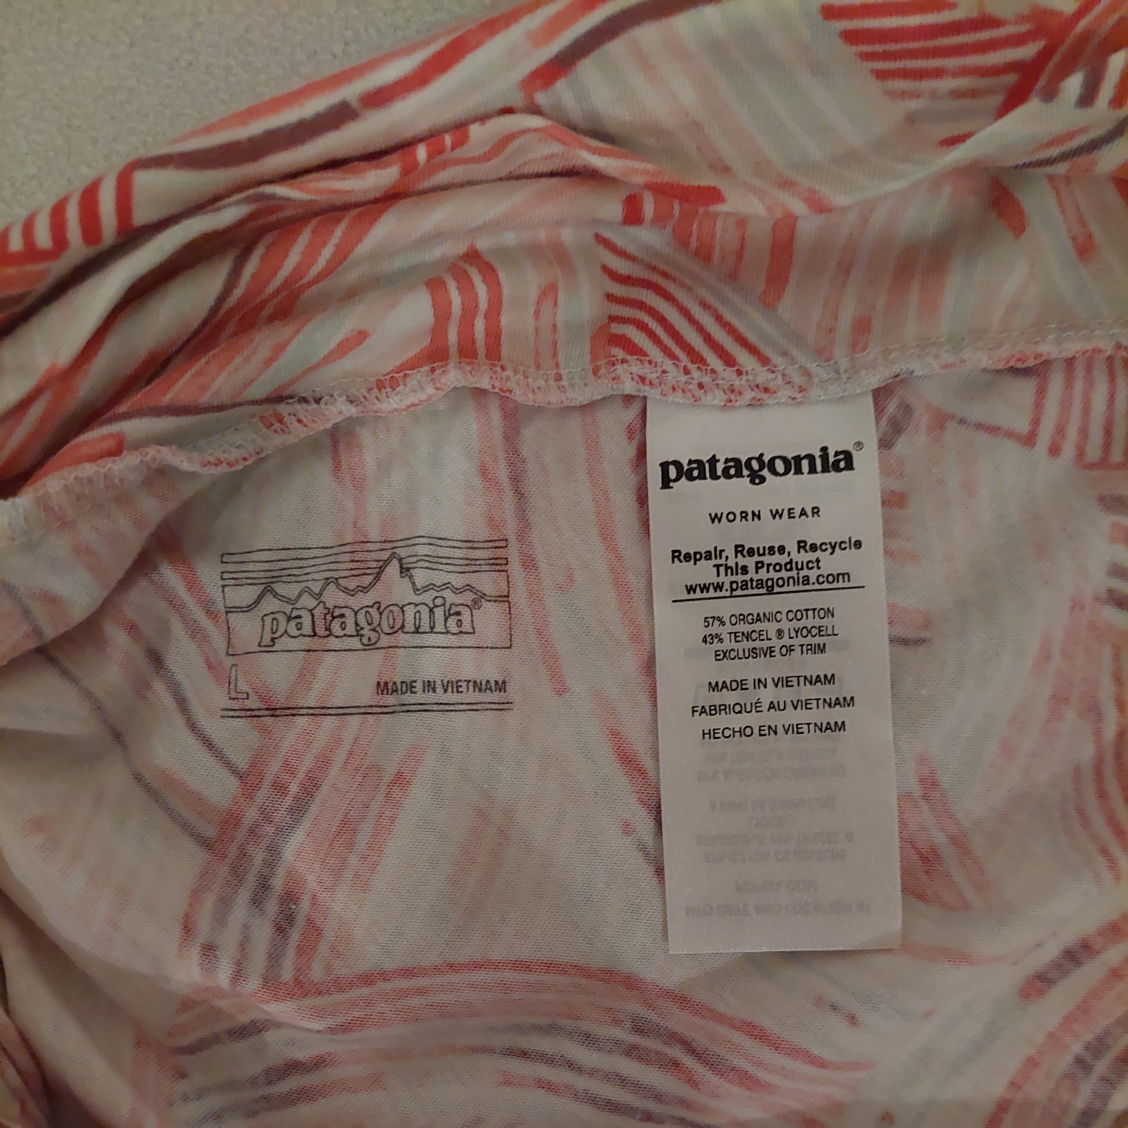 patagonia®
L
MADE IN VIETNAM
patagonia®
WORN WEAR
Repair, Reuse, Recycle
This Product
www.patagonia.com
57% ORGANIC COTTON
43% TENCEL ® LYOCELL
EXCLUSIVE OF TRIM
MADE IN VIETNAM
FABRIQUÉ AU VIETNAM
HECHO EN VIETNAM